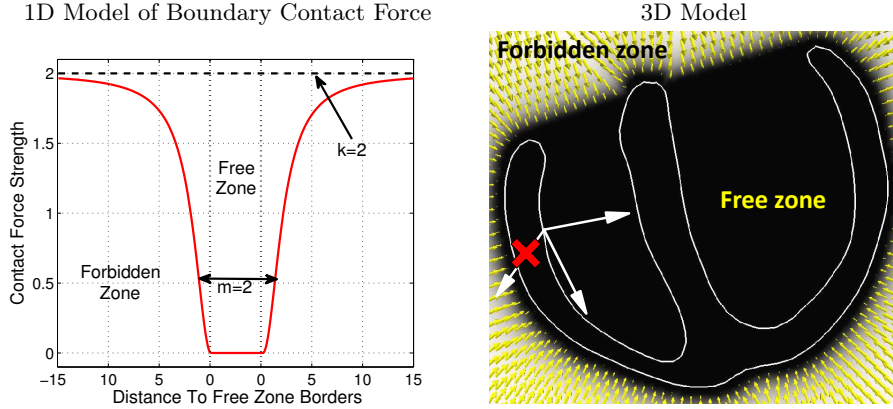 1D Model of Boundary Contact Force
3D Model
Contact Force Strength
2
1.5
1
0.5
0
k=2
Free
Zone
Forbidden
Zone
m=2
−15
10
5
0
0
5
10
15
Distance To Free Zone Borders
Forbidden zone
Free zone